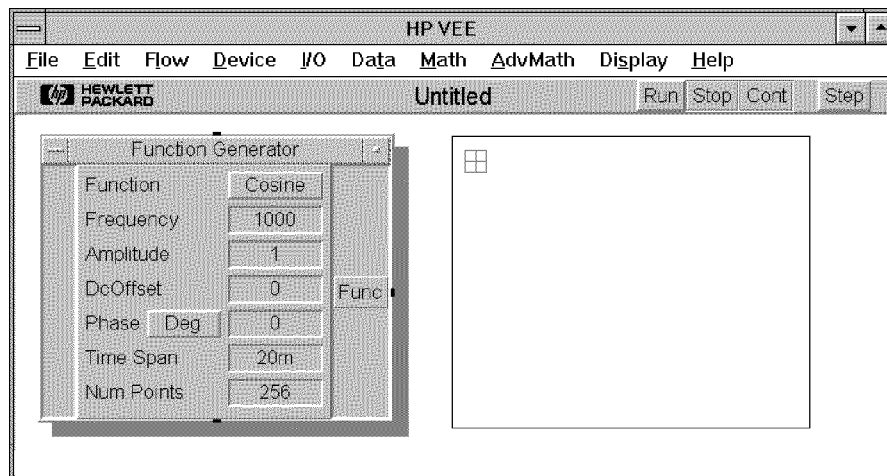 HP VEE
File Edit Flow Device I/O Data Math AdvMath Display Help
hp HEWLETT PACKARD Untitled Run Stop Cont Step
Function Generator
Function Cosine
Frequency 1000
Amplitude 1
DcOffset 0
Func
Phase Deg 0
Time Span 20m
Num Points 256